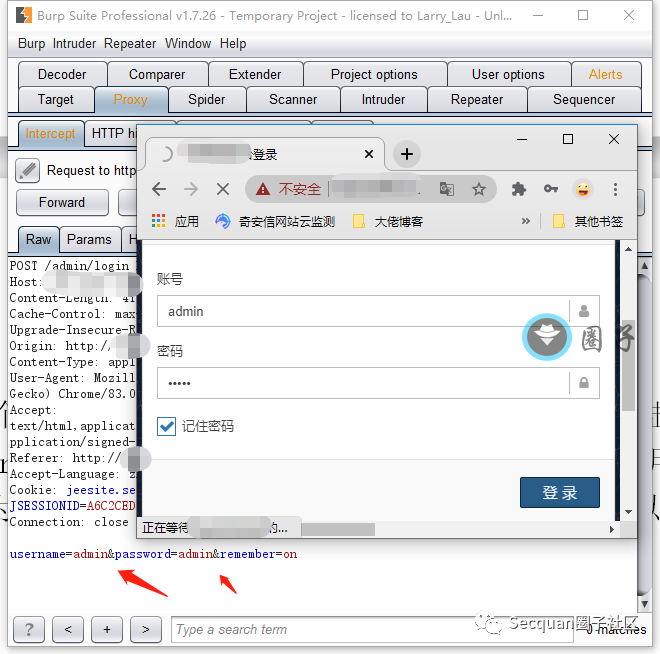 Burp Suite Professional v1.7.26 - Temporary Project - licensed to Larry_Lau - Unl...
Burp Intruder Repeater Window Help
Decoder Comparer Extender Project options User options Alerts
Target Proxy Spider Scanner Intruder Repeater Sequencer
Intercept HTTP hi
Request to http
Forward
Raw Params H
登录
不安全
应用 奇安信网站云监测 大佬博客 » 其他书签
账号
admin
密码
•••••
记住密码
登 录
正在等待 的...
POST /admin/login
Host:
Content-Length: 41
Cache-Control: max
Upgrade-Insecure-R
Origin: http:/
Content-Type: appl
User-Agent: Mozill
Gecko) Chrome/83.0
Accept:
text/html,applicat
pplication/signed-
Referer: http:/
Accept-Language: z
Cookie: jeesite.se
JSESSIONID=A6C2CBD
Connection: close
username=admin&password=admin&remember=on
圈子
? < + > Type a search term 0 matches
Secquan圈子社区